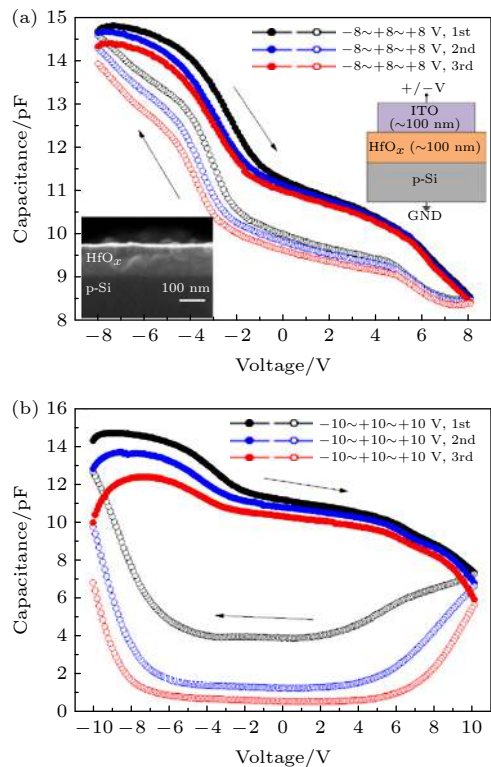 (a)
−8∼+8∼+8 V, 1st
−8∼+8∼+8 V, 2nd
−8∼+8∼+8 V, 3rd
+/−V
ITO
(∼100 nm)
HfOx (∼100 nm)
p-Si
GND
HfOx
p-Si
100 nm
15
14
13
12
11
10
9
8
Capacitance/pF
−8 −6 −4 −2 0 2 4 6 8
Voltage/V
(b)
−10∼+10∼+10 V, 1st
−10∼+10∼+10 V, 2nd
−10∼+10∼+10 V, 3rd
16
14
12
10
8
6
4
2
0
Capacitance/pF
−10 −8 −6 −4 −2 0 2 4 6 8 10
Voltage/V